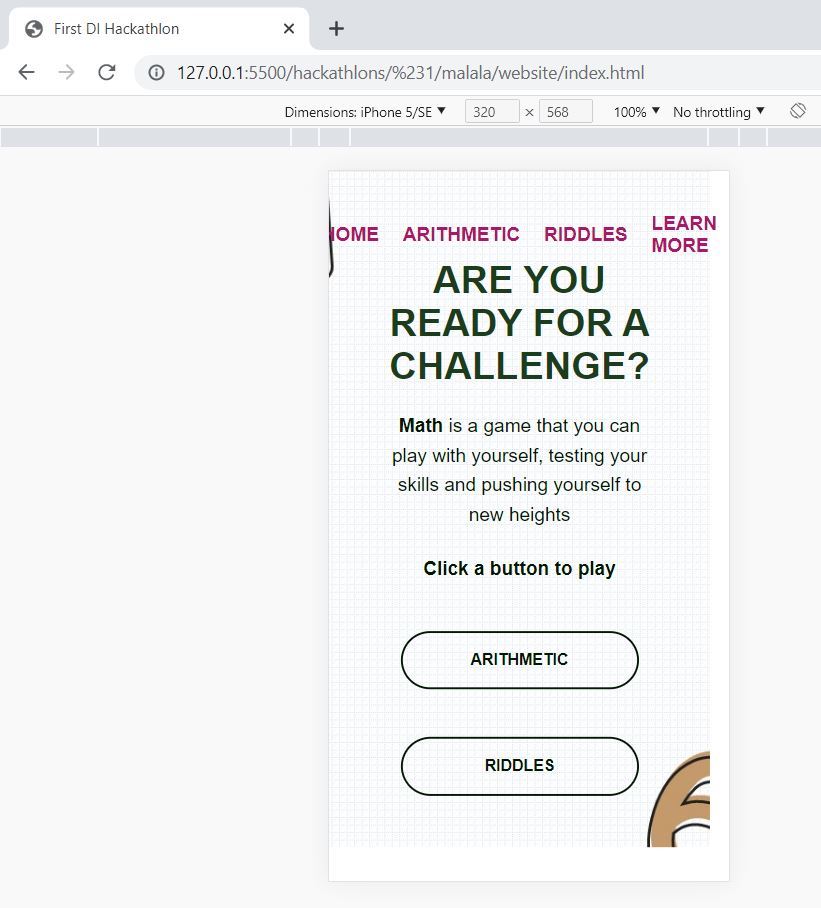 First DI Hackathlon
127.0.0.1:5500/hackathlons/%231/malala/website/index.html
Dimensions: iPhone 5/SE 320 × 568 100% No throttling
HOME ARITHMETIC RIDDLES LEARN
MORE
ARE YOU
READY FOR A
CHALLENGE?
Math is a game that you can
play with yourself, testing your
skills and pushing yourself to
new heights
Click a button to play
ARITHMETIC
RIDDLES